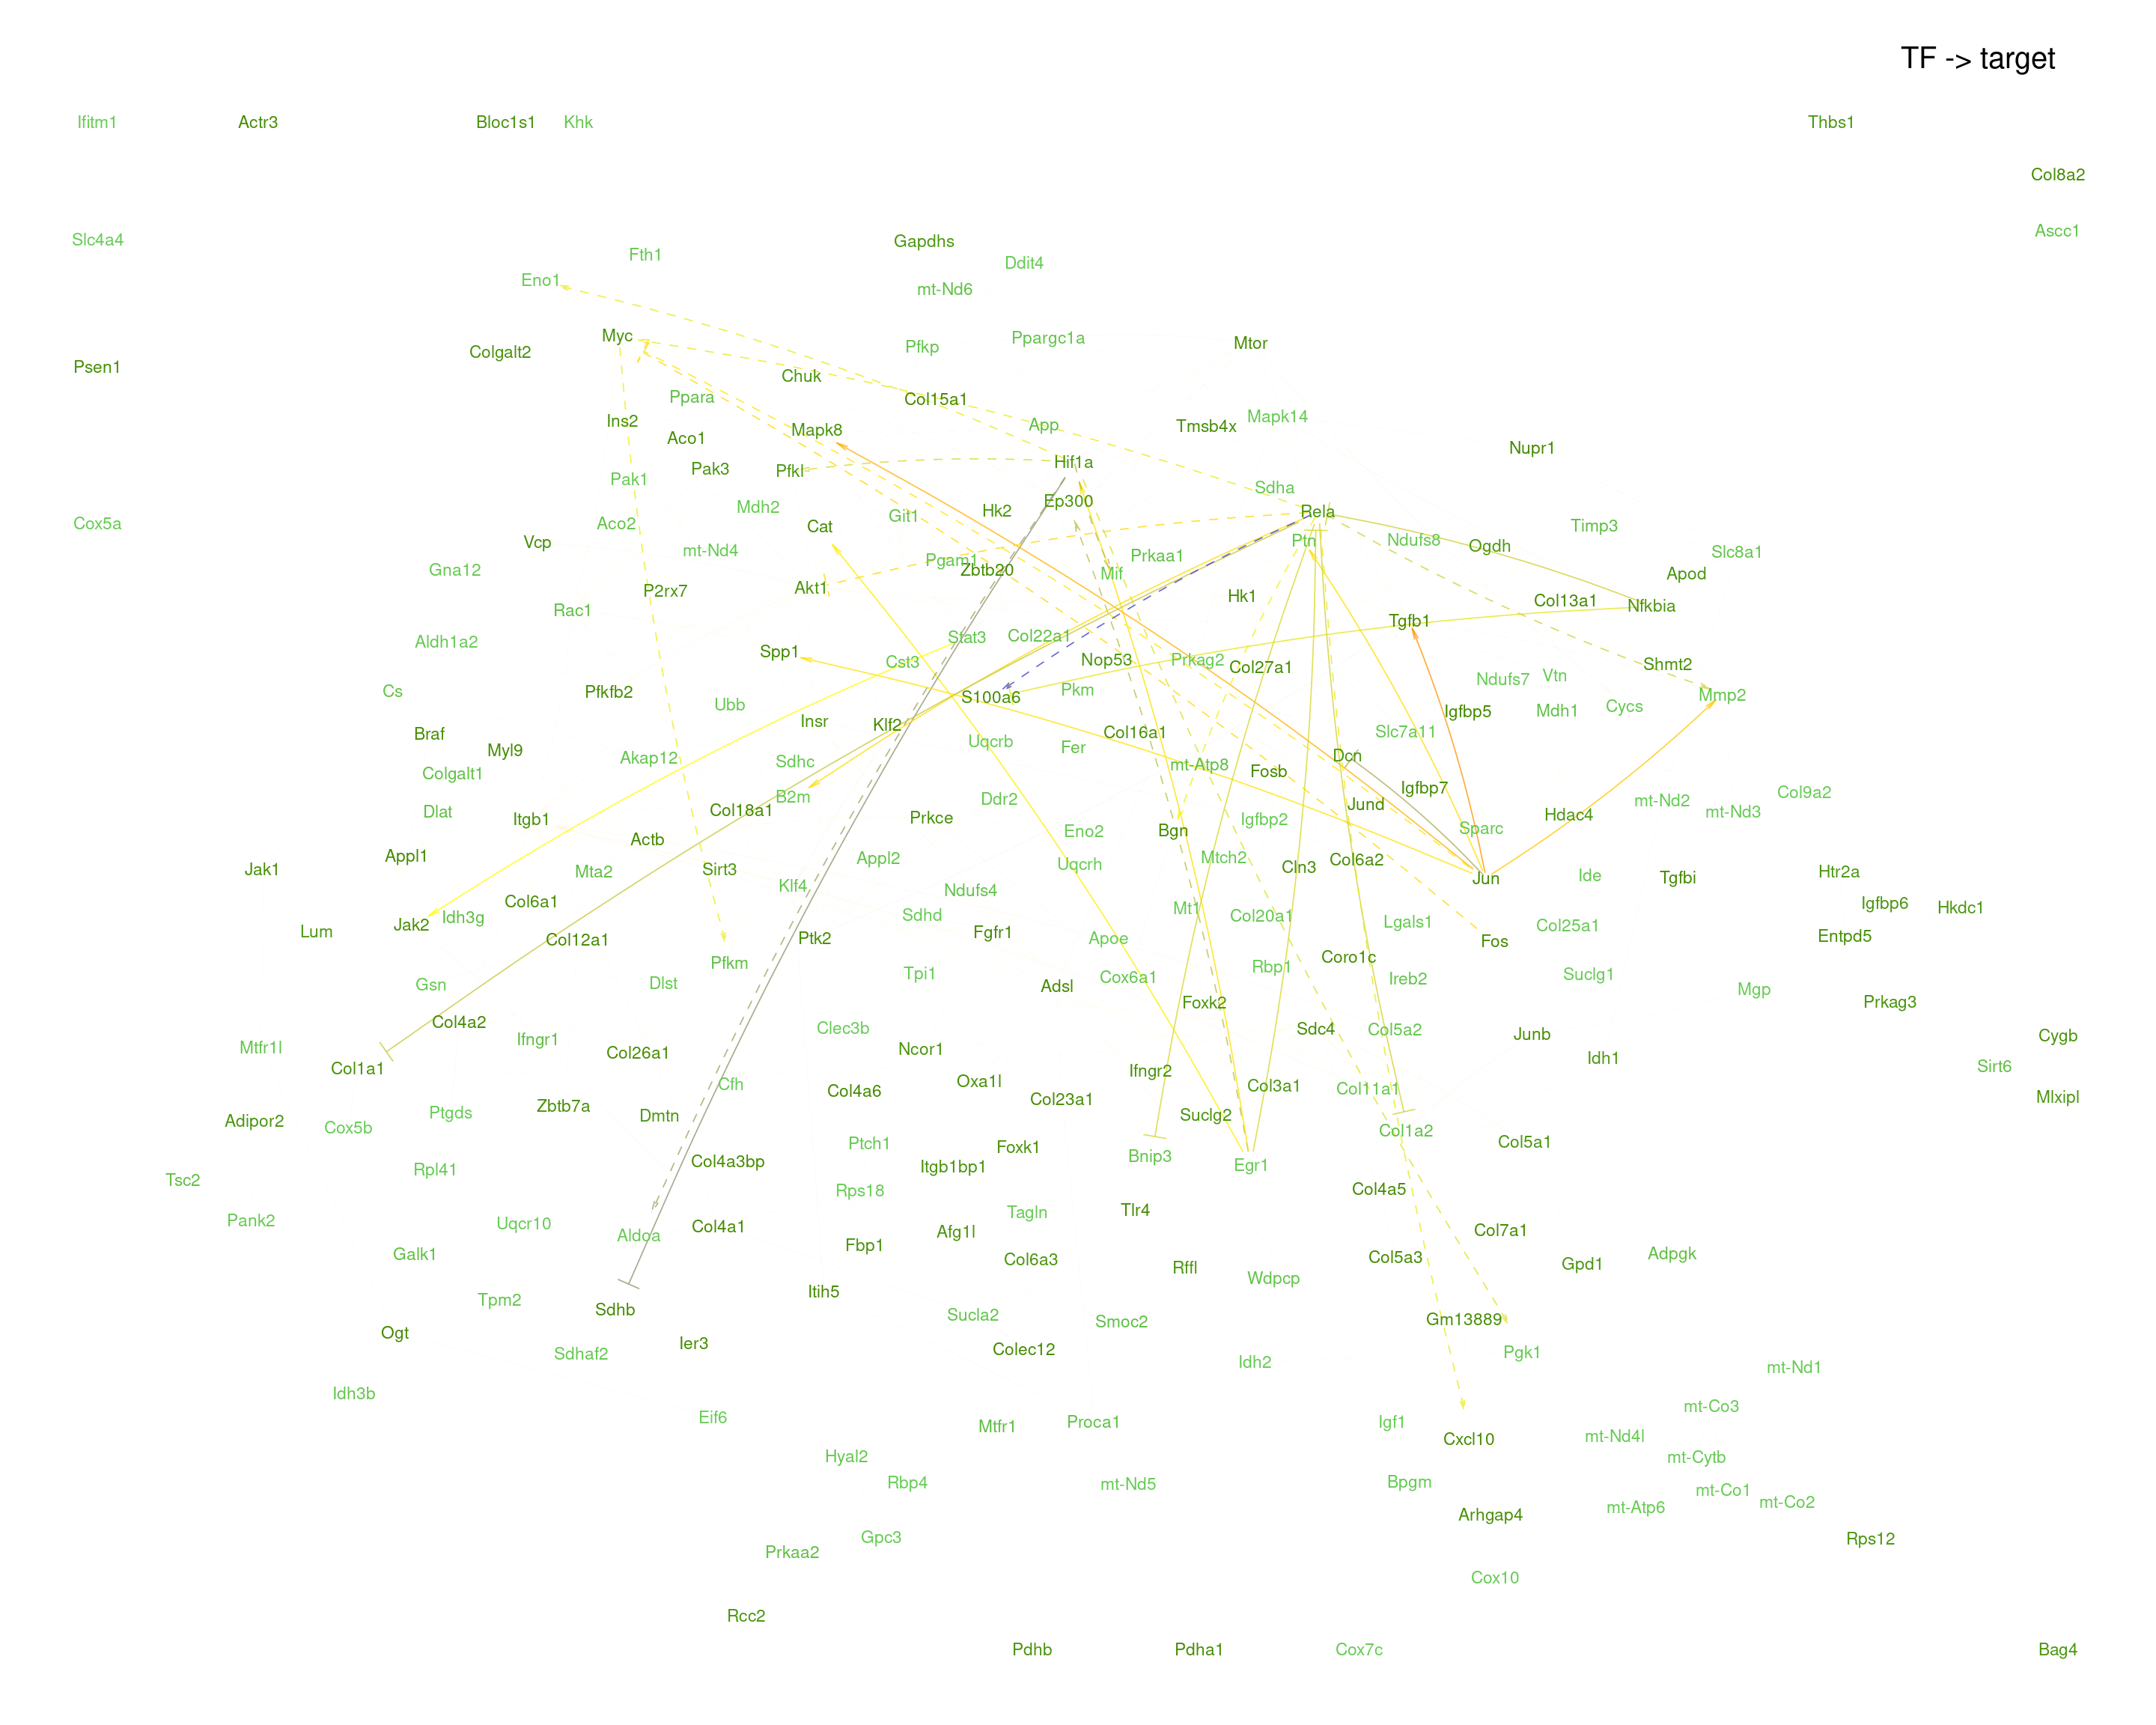 TF -> target
Ifitm1 Actr3 Bloc1s1 Khk Thbs1
Col8a2
Slc4a4 Gapdhs Ascc1
Fth1 Ddit4
Eno1 mt-Nd6
Myc Ppargc1a Mtor
Psen1 Colgalt2 Pfkp
Chuk
Ppara Col15a1
Ins2 Mapk8 App Tmsb4x Mapk14
Aco1 Nupr1
Pak3 Pfkl Hif1a
Pak1 Sdha
Mdh2 Hk2 Ep300 Rela
Cox5a Aco2 Cat Git1 Timp3
Vcp mt-Nd4 Pgam1 Prkaa1 Ptn Ndufs8 Ogdh Slc8a1
Gna12 Zbtb20 Mif Apod
P2rx7 Akt1 Hk1 Col13a1 Nfkbia
Rac1 Tgfb1
Aldh1a2 Spp1 Stat3 Col22a1
Cst3 Nop53 Prkag2 Col27a1 Shmt2
Cs Pfkfb2 S100a6 Pkm Ndufs7 Vtn Mmp2
Ubb Igfbp5 Mdh1 Cycs
Braf Insr Klf2 Col16a1 Slc7a11
Myl9 Uqcrb Fer
Colgalt1 Akap12 Sdhc mt-Atp8 Fosb Dcn
B2m Ddr2 Igfbp7 mt-Nd2 Col9a2
Dlat Itgb1 Col18a1 Prkce Jund Hdac4 mt-Nd3
Actb Eno2 Bgn Igfbp2 Sparc
Jak1 Appl1 Sirt3 Appl2 Uqcrh Mtch2 Cln3 Col6a2
Mta2 Klf4 Ndufs4 Jun Ide Tgfbi Htr2a
Col6a1 Mt1 Igfbp6 Hkdc1
Lum Jak2 Idh3g Sdhd Fgfr1 Col20a1 Lgals1 Col25a1
Col12a1 Ptk2 Apoe Fos Entpd5
Pfkm Tpi1 Cox6a1 Rbp1 Coro1c
Gsn Dlst Adsl Ireb2 Suclg1 Mgp
Col4a2 Clec3b Foxk2 Prkag3
Mtfr1l Ifngr1 Col26a1 Ncor1 Sdc4 Col5a2 Junb Cygb
Col1a1 Cfh Oxa1l Ifngr2 Idh1 Sirt6
Col4a6 Col23a1 Col3a1 Col11a1 Mlxipl
Adipor2 Cox5b Ptgds Zbtb7a Dmtn Suclg2
Ptch1 Foxk1 Col1a2 Col5a1
Tsc2 Rpl41 Col4a3bp Itgb1bp1 Bnip3 Egr1
Pank2 Uqcr10 Col4a1 Rps18 Tagln Tlr4 Col4a5
Galk1 Aldoa Fbp1 Afg1l Col6a3 Rffl Col5a3 Col7a1 Gpd1 Adpgk
Tpm2 Itih5 Wdpcp
Ogt Sdhb Ier3 Sucla2 Smoc2 Gm13889
Sdhaf2 Colec12 Idh2 Pgk1 mt-Nd1
Idh3b mt-Co3
Eif6 Mtfr1 Proca1 Igf1 Cxcl10 mt-Nd4l
Hyal2 Rbp4 mt-Nd5 Bpgm mt-Cytb mt-Co1
Arhgap4 mt-Atp6 mt-Co2
Prkaa2 Gpc3 Rps12
Cox10
Rcc2
Pdhb Pdha1 Cox7c Bag4